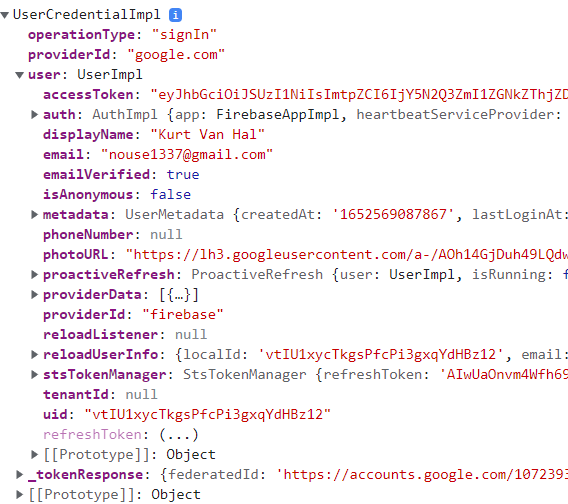 UserCredentialImpl i
operationType: "signIn"
providerId: "google.com"
user: UserImpl
accessToken: "eyJhbGciOiJSUzI1NiIsImtpZCI6IjY5N2Q3ZmI1ZGNkZThjZD
auth: AuthImpl {app: FirebaseAppImpl, heartbeatServiceProvider:
displayName: "Kurt Van Hal"
email: "nouse1337@gmail.com"
emailVerified: true
isAnonymous: false
metadata: UserMetadata {createdAt: '1652569087867', lastLoginAt:
phoneNumber: null
photoURL: "https://lh3.googleusercontent.com/a-/AOh14GjDuh49LQdw
proactiveRefresh: ProactiveRefresh {user: UserImpl, isRunning: f
providerData: [{…}]
providerId: "firebase"
reloadListener: null
reloadUserInfo: {localId: 'vtIU1xycTkgsPfcPi3gxqYdHBz12', email:
stsTokenManager: StsTokenManager {refreshToken: 'AIwUaOnvm4Wfh69
tenantId: null
uid: "vtIU1xycTkgsPfcPi3gxqYdHBz12"
refreshToken: (...)
[[Prototype]]: Object
_tokenResponse: {federatedId: 'https://accounts.google.com/1072393
[[Prototype]]: Object